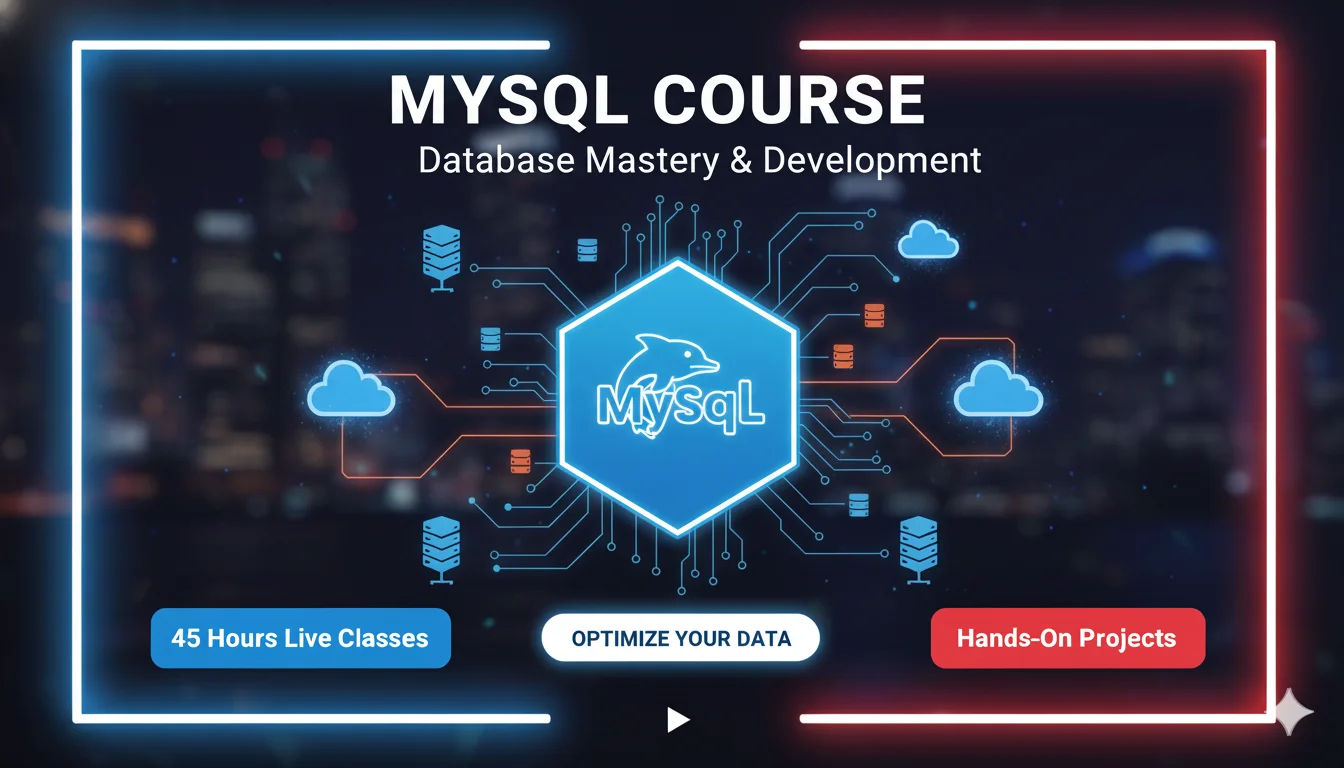 MYSQL COURSE
Database Mastery & Development
MySqL
45 Hours Live Classes
OPTIMIZE YOUR DATA
Hands-On Projects